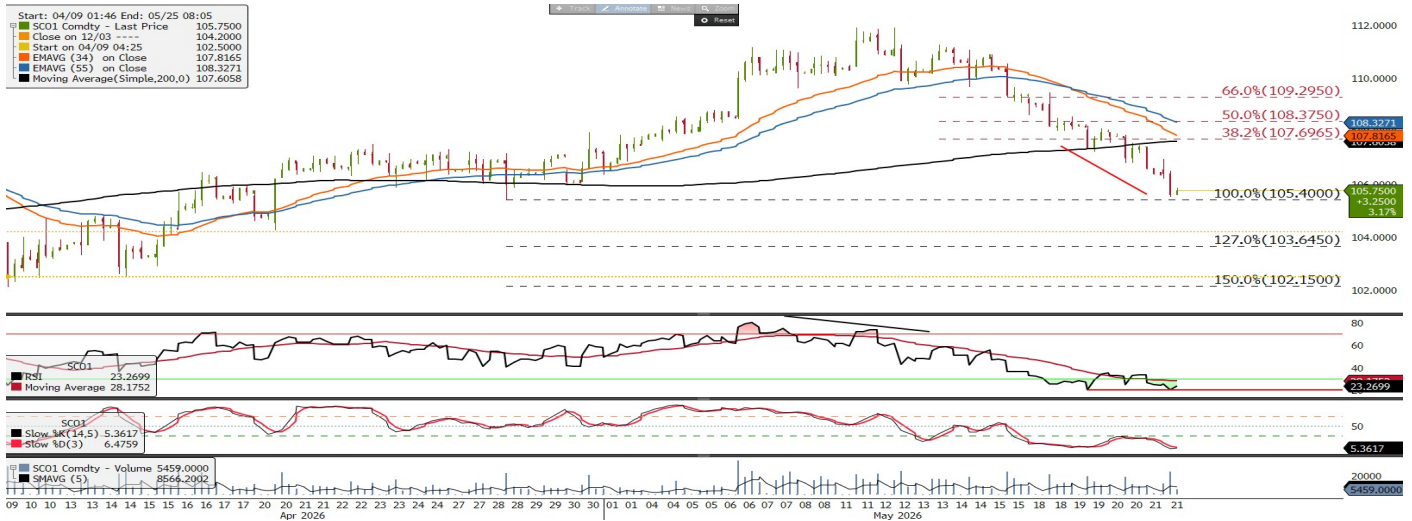 Start: 04/09 01:46 End: 05/25 08:05
SCO1 Comdty - Last Price 105.7500
Close on 12/03 ---- 104.2000
Start on 04/09 04:25 102.5000
EMAVG (34) on Close 107.8165
EMAVG (55) on Close 108.3271
Moving Average(Simple,200,0) 107.6058
Track Annotate News Zoom
Reset
112.0000
110.0000
66.0%(109.2950)
50.0%(108.3750)
108.3271
38.2%(107.6965)
107.8165
107.6058
106.0000
100.0%(105.4000)
105.7500
+3.2500
3.17%
104.0000
127.0%(103.6450)
150.0%(102.1500)
102.0000
80
60
40
SCO1
RSI 23.2699
Moving Average 28.1752
28.1752
23.2699
20
SCO1
Slow %K(14,5) 5.3617
Slow %D(3) 6.4759
50
5.3617
SCO1 Comdty - Volume 5459.0000
SMAVG (5) 8566.2002
20000
5459.0000
09 10 10 13 13 14 14 15 15 16 16 17 17 20 20 21 21 22 22 23 23 24 24 27 27 28 28 29 29 30 30 01 01 04 04 05 05 06 06 07 07 08 08 11 11 12 12 13 13 14 14 15 15 18 18 19 19 20 20 21 21
Apr 2026 May 2026